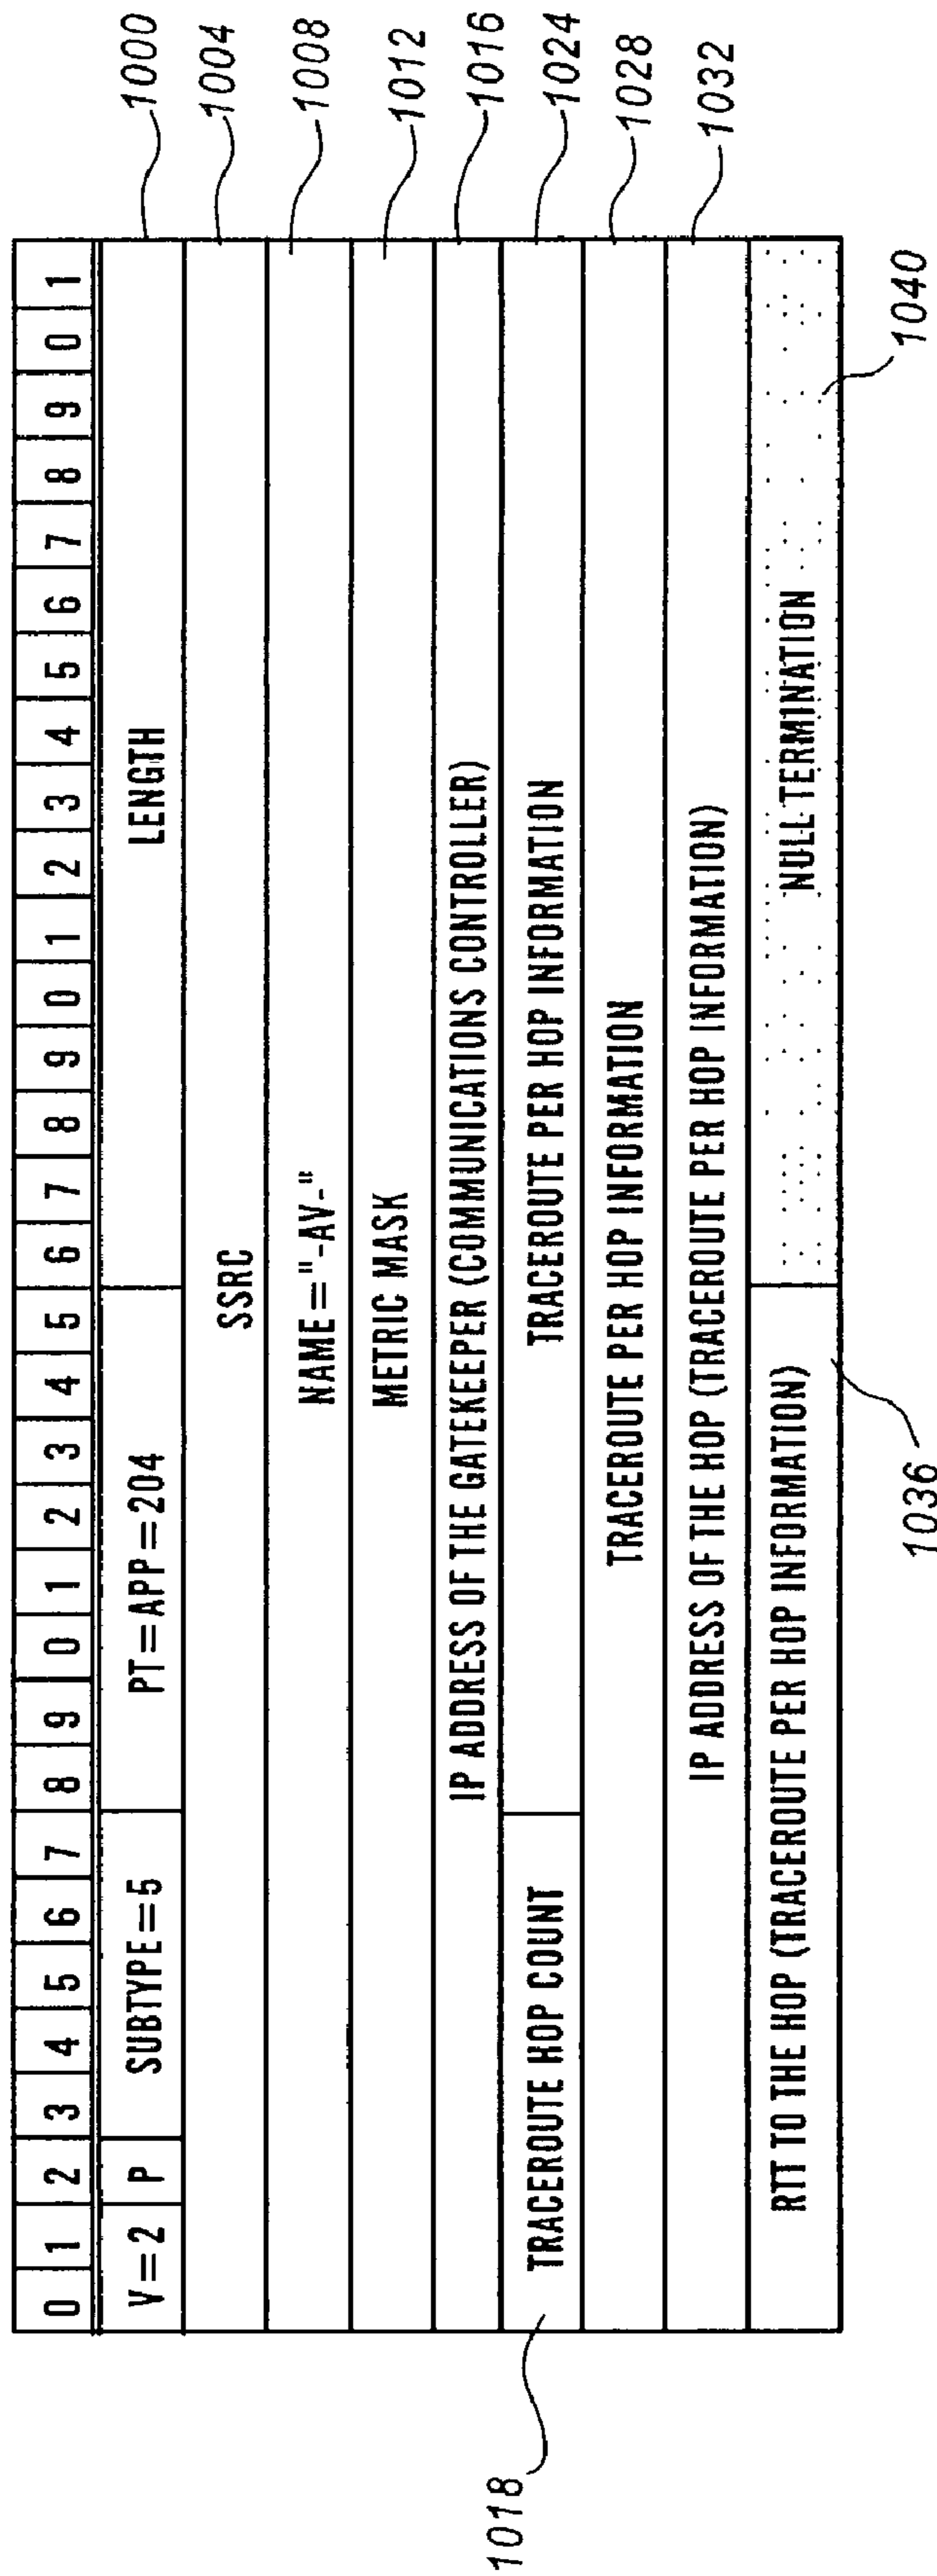 0 1 2 3 4 5 6 7 8 9 0 1 2 3 4 5 6 7 8 9 0 1 2 3 4 5 6 7 8 9 0 1
V=2 P SUBTYPE=5 PT=APP=204 LENGTH 1000
SSRC 1004
NAME="-AV-" 1008
METRIC MASK 1012
IP ADDRESS OF THE GATEKEEPER (COMMUNICATIONS CONTROLLER) 1016
1018 TRACEROUTE HOP COUNT TRACEROUTE PER HOP INFORMATION 1024
TRACEROUTE PER HOP INFORMATION 1028
IP ADDRESS OF THE HOP (TRACEROUTE PER HOP INFORMATION) 1032
RTT TO THE HOP (TRACEROUTE PER HOP INFORMATION) NULL TERMINATION
1036 1040